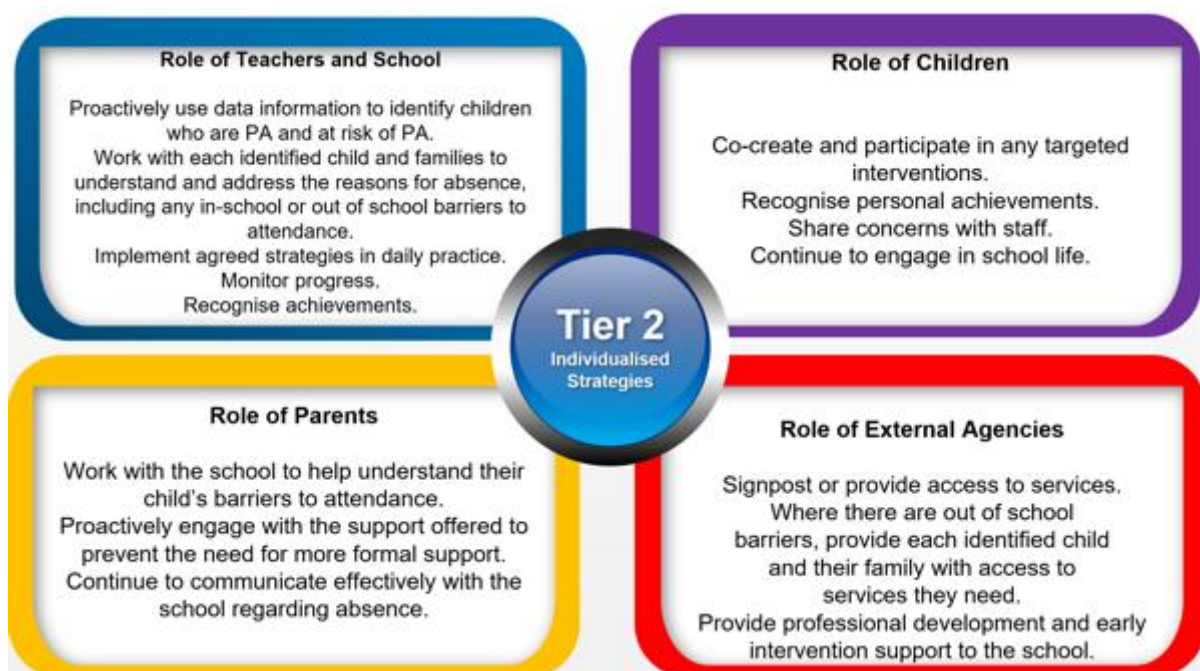 Role of Teachers and School
Proactively use data information to identify children
who are PA and at risk of PA.
Work with each identified child and families to
understand and address the reasons for absence,
including any in-school or out of school barriers to
attendance.
Implement agreed strategies in daily practice.
Monitor progress.
Recognise achievements.
Role of Children
Co-create and participate in any targeted
interventions.
Recognise personal achievements.
Share concerns with staff.
Continue to engage in school life.
Tier 2
Individualised
Strategies
Role of Parents
Work with the school to help understand their
child's barriers to attendance.
Proactively engage with the support offered to
prevent the need for more formal support.
Continue to communicate effectively with the
school regarding absence.
Role of External Agencies
Signpost or provide access to services.
Where there are out of school
barriers, provide each identified child
and their family with access to
services they need.
Provide professional development and early
intervention support to the school.